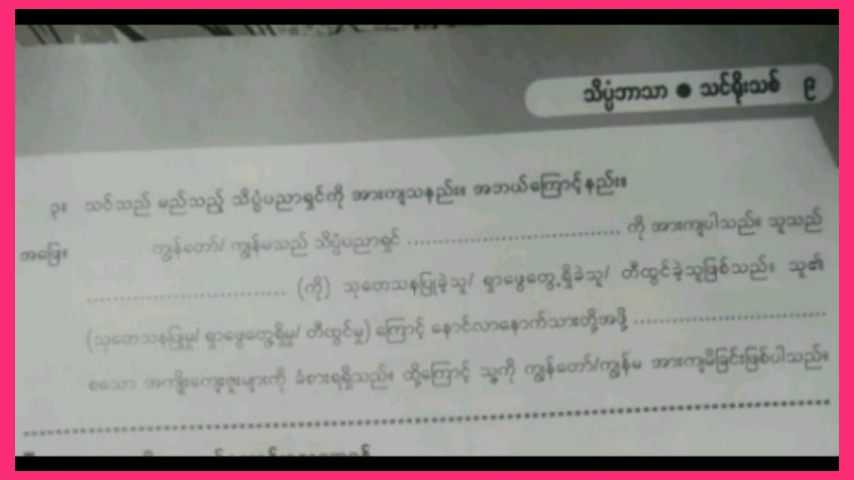 သိပ္ပံဘာသာ ● သင်ရိုးသစ် ၉
၃။ သင်သည် မည်သည့် သိပ္ပံပညာရှင်ကို အားကျသနည်း။ အဘယ်ကြောင့်နည်း။
အဖြေ။ ကျွန်တော်/ ကျွန်မသည် သိပ္ပံပညာရှင် ................................ ကို အားကျပါသည်။ သူသည်
................................ (ကို) သုတေသနပြုခဲ့သူ/ ရှာဖွေတွေ့ရှိခဲ့သူ/ တီထွင်ခဲ့သူဖြစ်သည်။ သူ၏
(သုတေသနပြုမှု/ ရှာဖွေတွေ့ရှိမှု/ တီထွင်မှု) ကြောင့် နောင်လာနောက်သားတို့အဖို့ ................................
စသော အကျိုးကျေးဇူးများကို ခံစားရရှိသည်။ ထို့ကြောင့် သူ့ကို ကျွန်တော်/ကျွန်မ အားကျမိခြင်းဖြစ်ပါသည်။